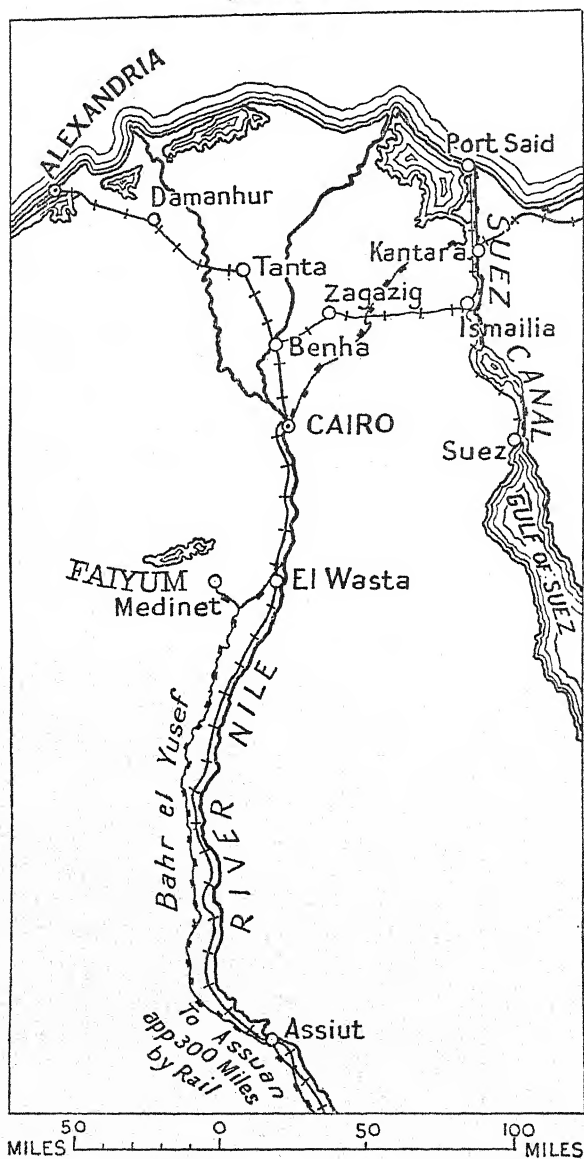 ALEXANDRIA
Port Said
Damanhur
Kantara
SUEZ CANAL
Tanta
Zagazig
Ismailia
Benha
CAIRO
Suez
GULF OF SUEZ
FAIYUM
Medinet
El Wasta
RIVER NILE
Bahr el Yusef
To Assuan
app 300 Miles
by Rail
Assiut
50 0 50 100
MILES MILES